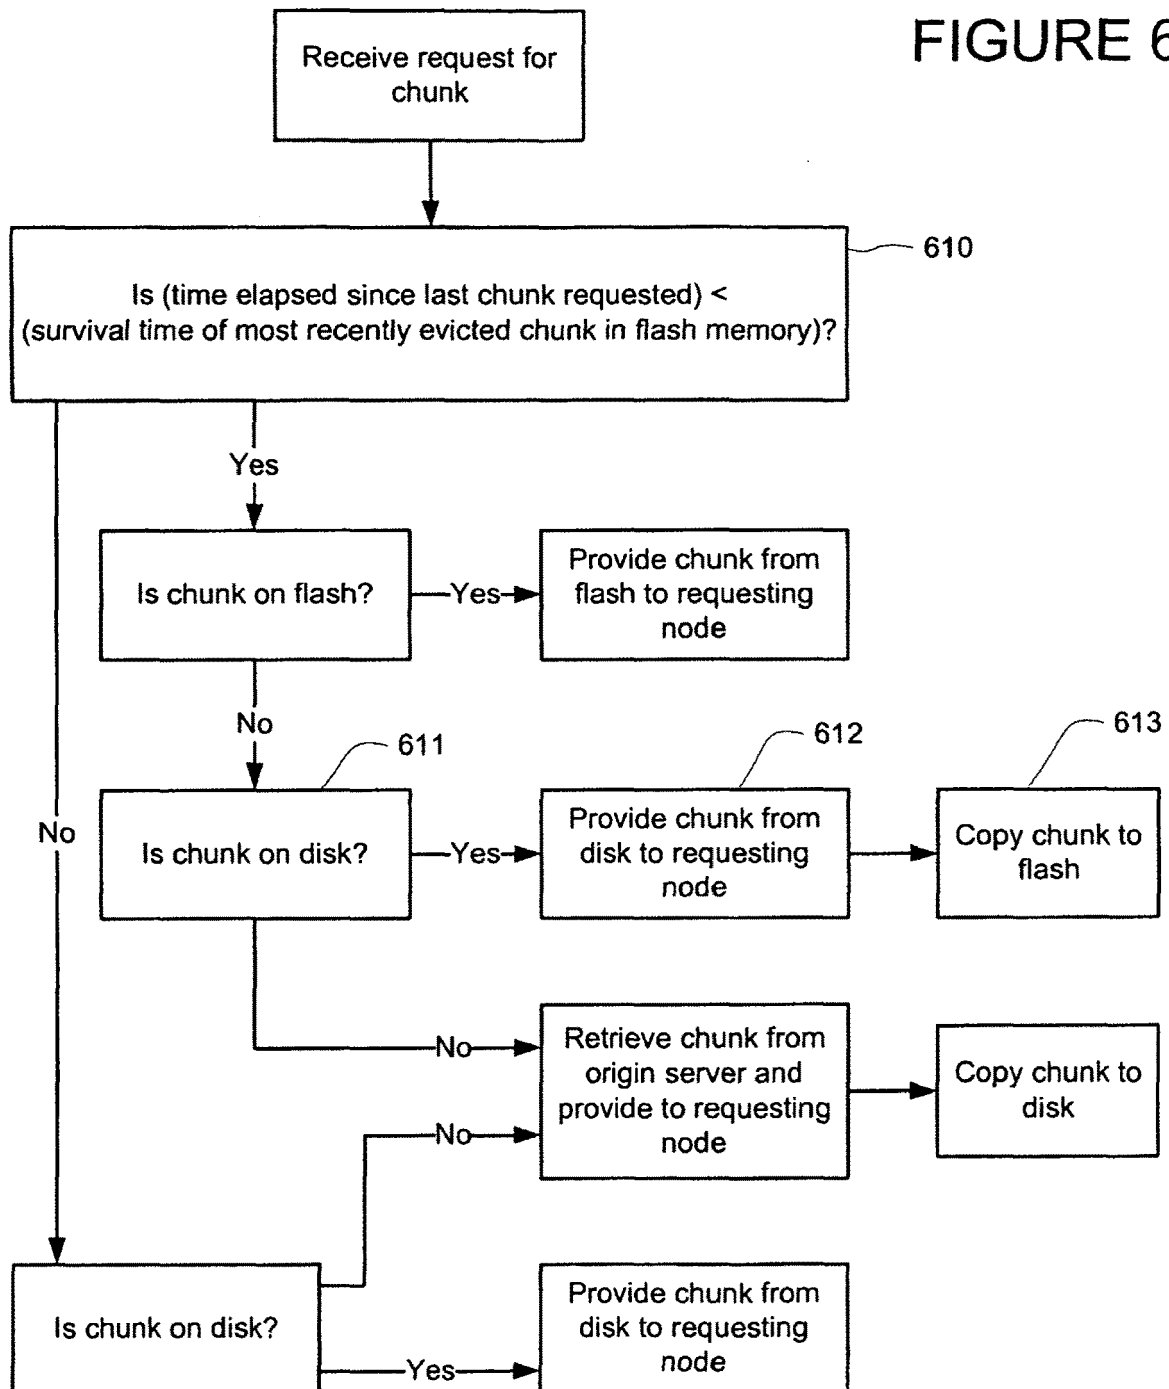 FIGURE 6
Receive request for
chunk
610
Is (time elapsed since last chunk requested) <
(survival time of most recently evicted chunk in flash memory)?
Yes
Is chunk on flash?
Yes
Provide chunk from
flash to requesting
node
No
611
612
613
No
Is chunk on disk?
Yes
Provide chunk from
disk to requesting
node
Copy chunk to
flash
No
Retrieve chunk from
origin server and
provide to requesting
node
Copy chunk to
disk
No
Is chunk on disk?
Yes
Provide chunk from
disk to requesting
node